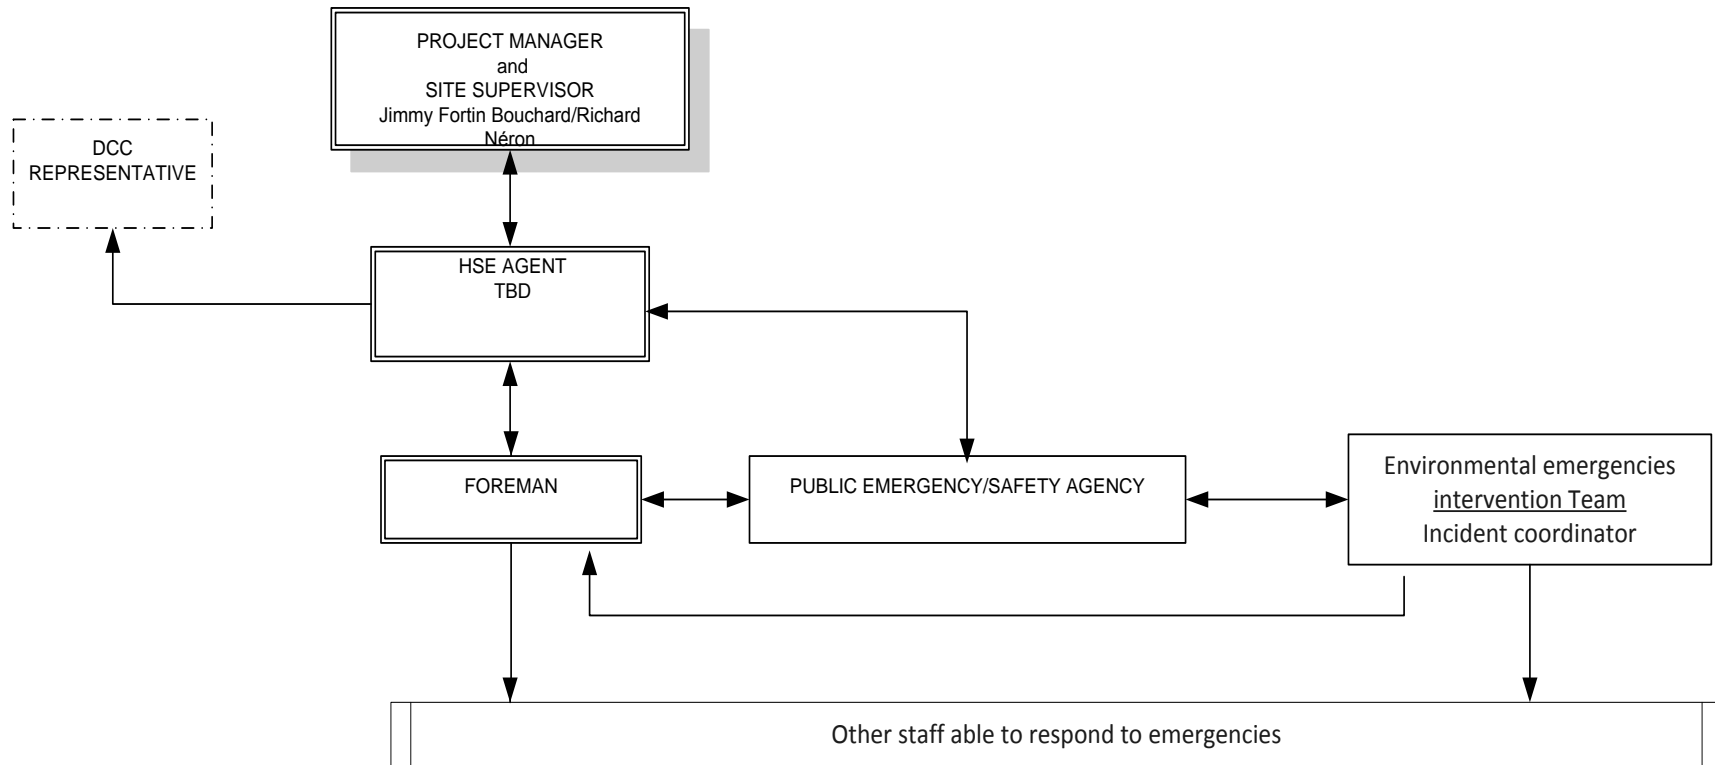 PROJECT MANAGER
and
SITE SUPERVISOR
Jimmy Fortin Bouchard/Richard
Néron
DCC
REPRESENTATIVE
HSE AGENT
TBD
FOREMAN
PUBLIC EMERGENCY/SAFETY AGENCY
Environmental emergencies
intervention Team
Incident coordinator
Other staff able to respond to emergencies